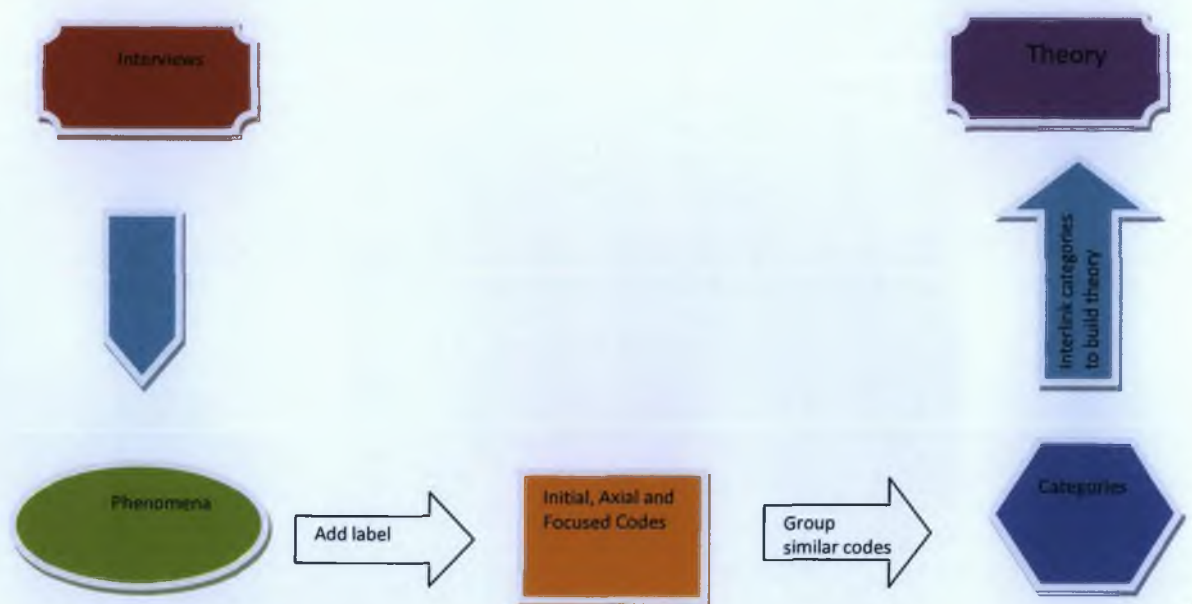 Interviews
Theory
Interlink categories
to build theory
Phenomena
Add label
Initial, Axial and
Focused Codes
Group
similar codes
Categories